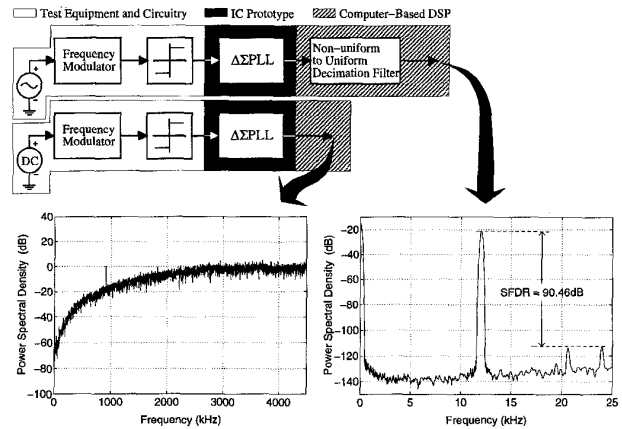 Test Equipment and Circuitry
IC Prototype
Computer-Based DSP
Frequency
Modulator
ΔΣPLL
Non-uniform
to Uniform
Decimation Filter
DC
Frequency
Modulator
ΔΣPLL
Power Spectral Density (dB)
40
20
0
-20
-40
-60
-80
-100
0
1000
2000
3000
4000
Frequency (kHz)
Power Spectral Density (dB)
-20
-40
-60
-80
-100
-120
-140
0
5
10
15
20
25
Frequency (kHz)
SFDR = 90.46dB